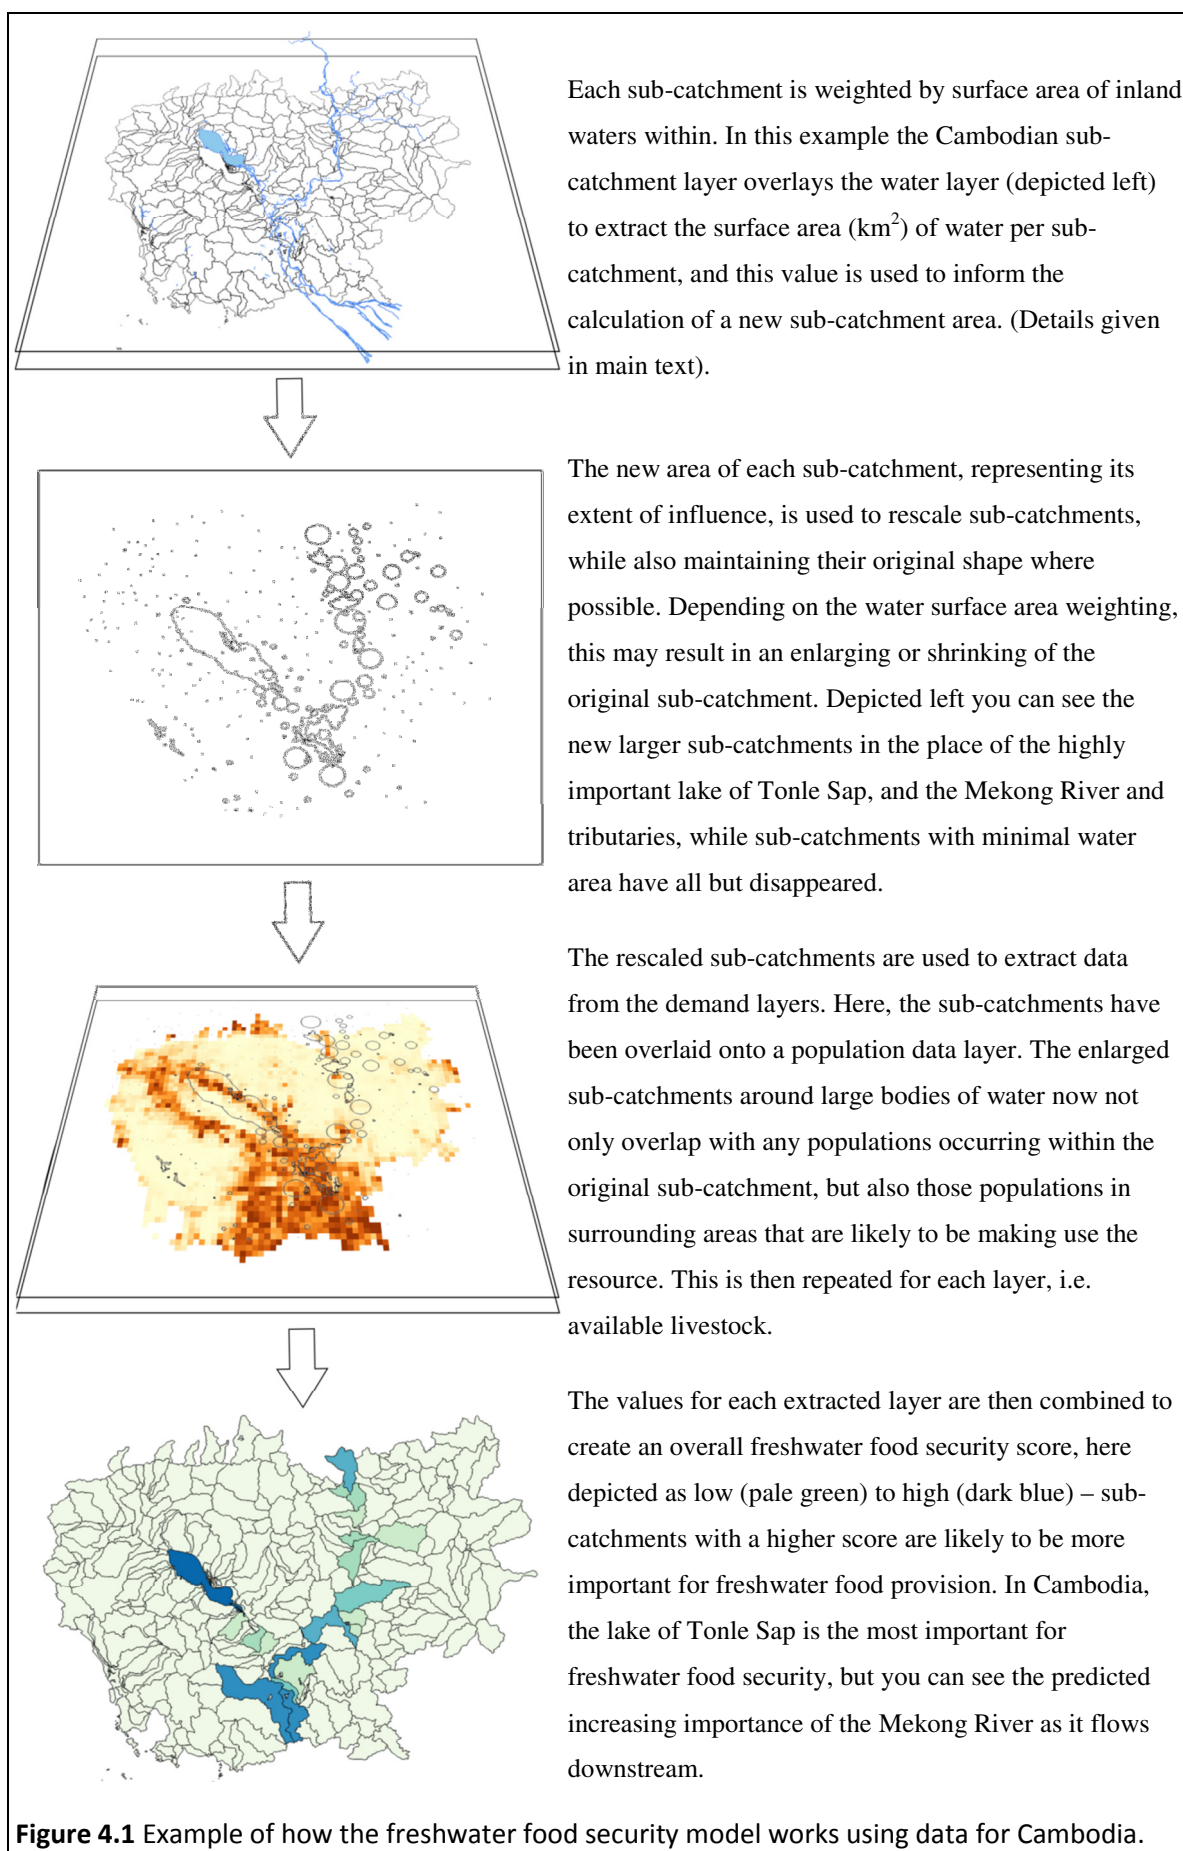 Each sub-catchment is weighted by surface area of inland
waters within. In this example the Cambodian sub-
catchment layer overlays the water layer (depicted left)
to extract the surface area (km²) of water per sub-
catchment, and this value is used to inform the
calculation of a new sub-catchment area. (Details given
in main text).
The new area of each sub-catchment, representing its
extent of influence, is used to rescale sub-catchments,
while also maintaining their original shape where
possible. Depending on the water surface area weighting,
this may result in an enlarging or shrinking of the
original sub-catchment. Depicted left you can see the
new larger sub-catchments in the place of the highly
important lake of Tonle Sap, and the Mekong River and
tributaries, while sub-catchments with minimal water
area have all but disappeared.
The rescaled sub-catchments are used to extract data
from the demand layers. Here, the sub-catchments have
been overlaid onto a population data layer. The enlarged
sub-catchments around large bodies of water now not
only overlap with any populations occurring within the
original sub-catchment, but also those populations in
surrounding areas that are likely to be making use the
resource. This is then repeated for each layer, i.e.
available livestock.
The values for each extracted layer are then combined to
create an overall freshwater food security score, here
depicted as low (pale green) to high (dark blue) – sub-
catchments with a higher score are likely to be more
important for freshwater food provision. In Cambodia,
the lake of Tonle Sap is the most important for
freshwater food security, but you can see the predicted
increasing importance of the Mekong River as it flows
downstream.
Figure 4.1 Example of how the freshwater food security model works using data for Cambodia.